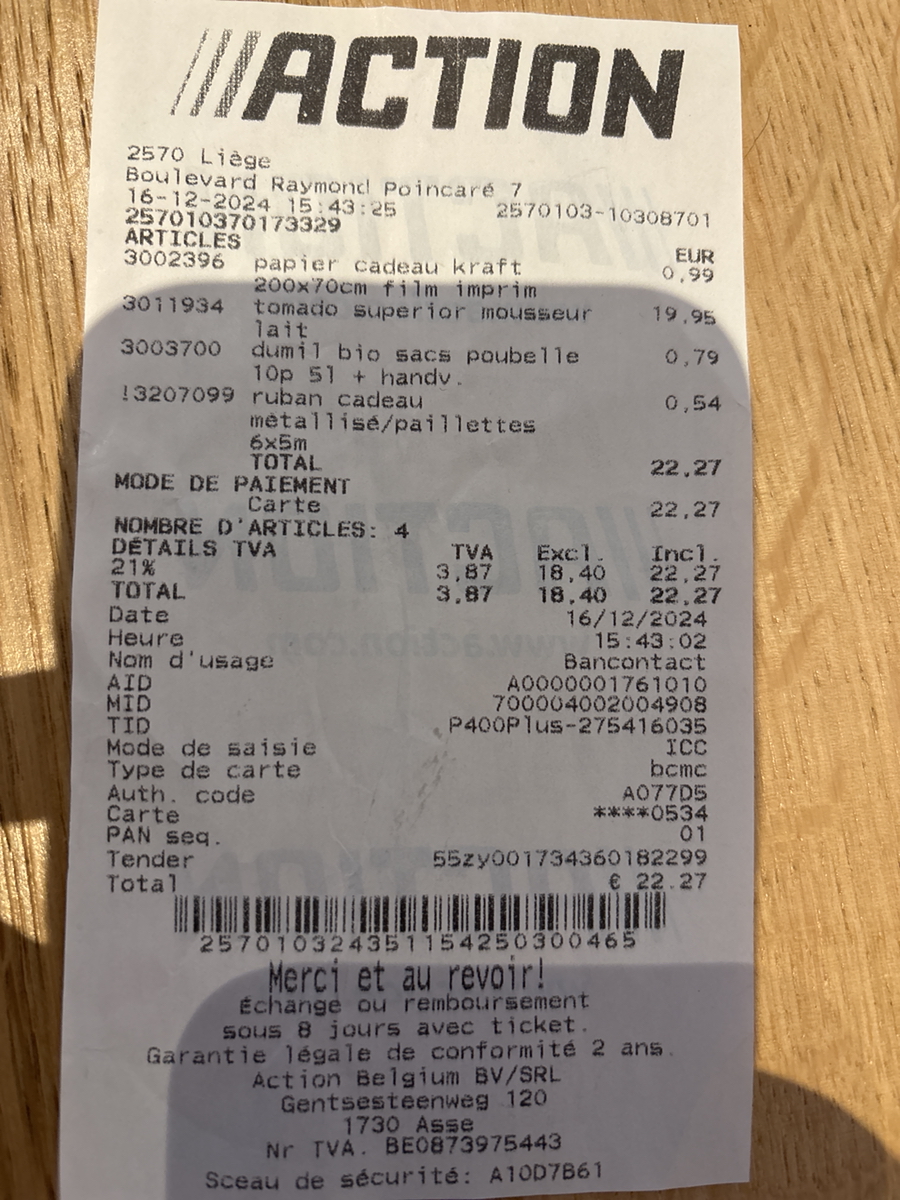 ///ACTION
2570 Liège
Boulevard Raymond Poincaré 7
16-12-2024 15:43:25 2570103-10308701
257010370173329
ARTICLES EUR
3002396 papier cadeau kraft 0,99
200x70cm film imprim
3011934 tomado superior mousseur 19,95
lait
3003700 dumil bio sacs poubelle 0,79
10p 5l + handv.
!3207099 ruban cadeau 0,54
métallisé/paillettes
6x5m
TOTAL 22,27
MODE DE PAIEMENT
Carte 22,27
NOMBRE D'ARTICLES: 4
DÉTAILS TVA TVA Excl. Incl.
21% 3,87 18,40 22,27
TOTAL 3,87 18,40 22,27
Date 16/12/2024
Heure 15:43:02
Nom d'usage Bancontact
AID A0000001761010
MID 700004002004908
TID P400Plus-275416035
Mode de saisie ICC
Type de carte bcmc
Auth. code A077D5
Carte ****0534
PAN seq. 01
Tender 55zy001734360182299
Total € 22.27
2570103243511542503​00465
Merci et au revoir!
Échange ou remboursement
sous 8 jours avec ticket.
Garantie légale de conformité 2 ans.
Action Belgium BV/SRL
Gentsesteenweg 120
1730 Asse
Nr TVA. BE0873975443
Sceau de sécurité: A10D7B61